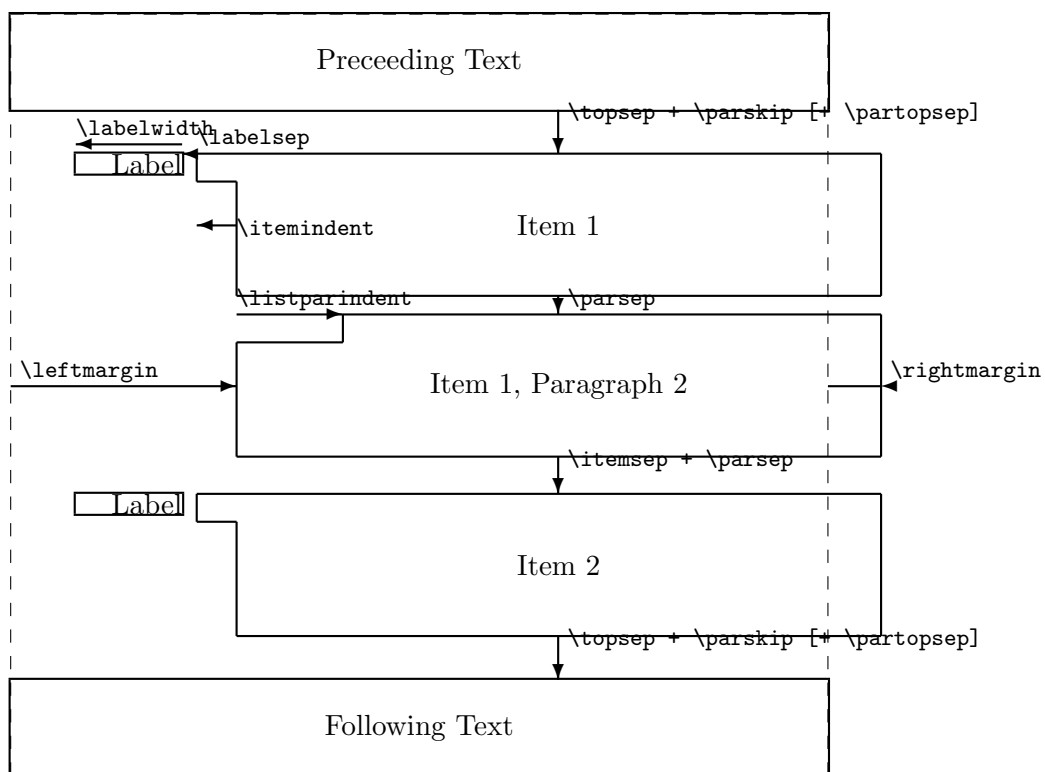 Preceeding Text
\topsep + \parskip [+ \partopsep]
\labelwidth
\labelsep
Label
Item 1
\itemindent
\listparindent
\parsep
\leftmargin
Item 1, Paragraph 2
\rightmargin
\itemsep + \parsep
Label
Item 2
\topsep + \parskip [+ \partopsep]
Following Text